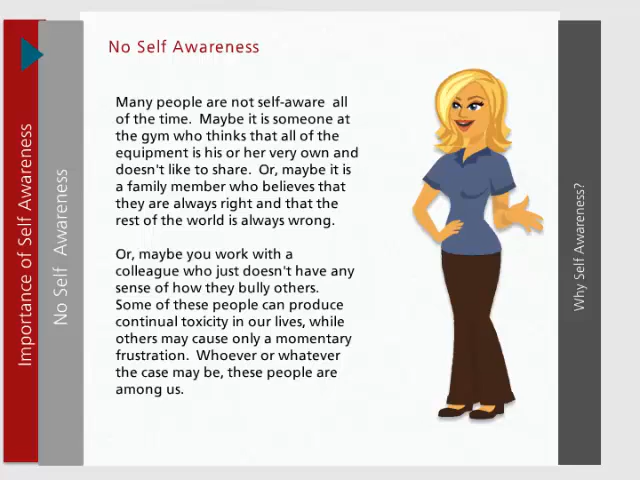 Importance of Self Awareness
No Self Awareness
No Self Awareness
Many people are not self-aware all
of the time. Maybe it is someone at
the gym who thinks that all of the
equipment is his or her very own and
doesn't like to share. Or, maybe it is
a family member who believes that
they are always right and that the
rest of the world is always wrong.
Or, maybe you work with a
colleague who just doesn't have any
sense of how they bully others.
Some of these people can produce
continual toxicity in our lives, while
others may cause only a momentary
frustration. Whoever or whatever
the case may be, these people are
among us.
Why Self Awareness?